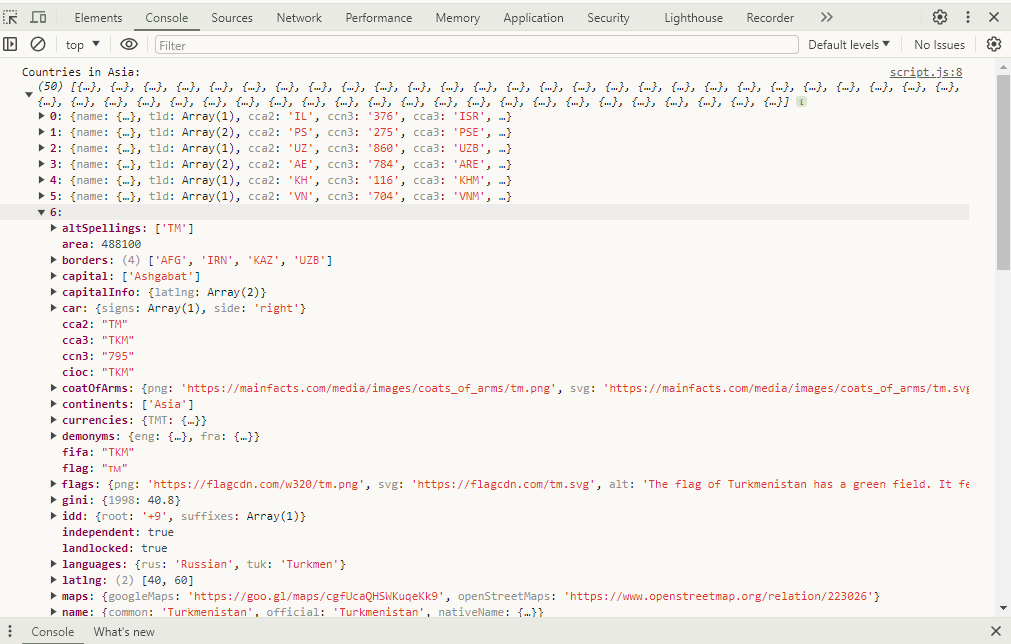 Elements Console Sources Network Performance Memory Application Security Lighthouse Recorder
top Filter Default levels No Issues
Countries in Asia: script.js:8
(50) [{…}, {…}, {…}, {…}, {…}, {…}, {…}, {…}, {…}, {…}, {…}, {…}, {…}, {…}, {…}, {…}, {…}, {…}, {…}, {…}, {…}, {…}, {…}, {…}, {…}, {…}, {…},
{…}, {…}, {…}, {…}, {…}, {…}, {…}, {…}, {…}, {…}, {…}, {…}, {…}, {…}, {…}, {…}, {…}, {…}, {…}, {…}, {…}, {…}, {…}] i
0: {name: {…}, tld: Array(1), cca2: 'IL', ccn3: '376', cca3: 'ISR', …}
1: {name: {…}, tld: Array(2), cca2: 'PS', ccn3: '275', cca3: 'PSE', …}
2: {name: {…}, tld: Array(1), cca2: 'UZ', ccn3: '860', cca3: 'UZB', …}
3: {name: {…}, tld: Array(2), cca2: 'AE', ccn3: '784', cca3: 'ARE', …}
4: {name: {…}, tld: Array(1), cca2: 'KH', ccn3: '116', cca3: 'KHM', …}
5: {name: {…}, tld: Array(1), cca2: 'VN', ccn3: '704', cca3: 'VNM', …}
6:
altSpellings: ['TM']
area: 488100
borders: (4) ['AFG', 'IRN', 'KAZ', 'UZB']
capital: ['Ashgabat']
capitalInfo: {latlng: Array(2)}
car: {signs: Array(1), side: 'right'}
cca2: "TM"
cca3: "TKM"
ccn3: "795"
cioc: "TKM"
coatOfArms: {png: 'https://mainfacts.com/media/images/coats_of_arms/tm.png', svg: 'https://mainfacts.com/media/images/coats_of_arms/tm.svg
continents: ['Asia']
currencies: {TMT: {…}}
demonyms: {eng: {…}, fra: {…}}
fifa: "TKM"
flag: "🇹🇲"
flags: {png: 'https://flagcdn.com/w320/tm.png', svg: 'https://flagcdn.com/tm.svg', alt: 'The flag of Turkmenistan has a green field. It fe
gini: {1998: 40.8}
idd: {root: '+9', suffixes: Array(1)}
independent: true
landlocked: true
languages: {rus: 'Russian', tuk: 'Turkmen'}
latlng: (2) [40, 60]
maps: {googleMaps: 'https://goo.gl/maps/cgfUcaQHSWKuqeKk9', openStreetMaps: 'https://www.openstreetmap.org/relation/223026'}
name: {common: 'Turkmenistan', official: 'Turkmenistan', nativeName: {…}}
Console What's new